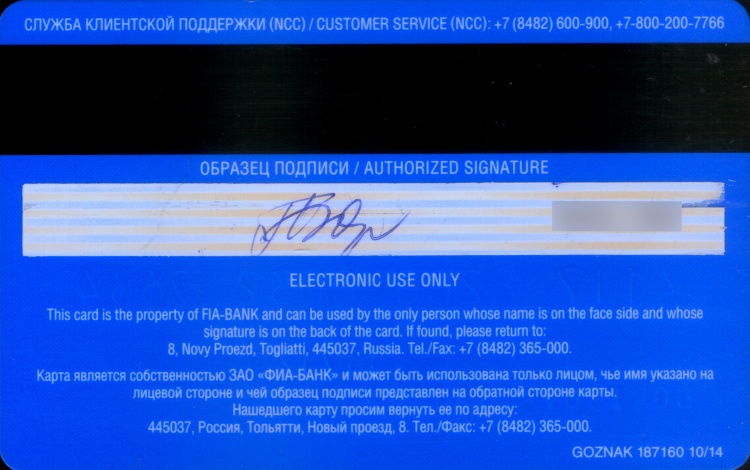 СЛУЖБА КЛИЕНТСКОЙ ПОДДЕРЖКИ (NCC) / CUSTOMER SERVICE (NCC): +7 (8482) 600-900, +7-800-200-7766
ОБРАЗЕЦ ПОДПИСИ / AUTHORIZED SIGNATURE
ELECTRONIC USE ONLY
This card is the property of FIA-BANK and can be used by the only person whose name is on the face side and whose
signature is on the back of the card. If found, please return to:
8, Novy Proezd, Togliatti, 445037, Russia. Tel./Fax: +7 (8482) 365-000.
Карта является собственностью ЗАО «ФИА-БАНК» и может быть использована только лицом, чье имя указано на
лицевой стороне и чей образец подписи представлен на обратной стороне карты.
Нашедшего карту просим вернуть ее по адресу:
445037, Россия, Тольятти, Новый проезд, 8. Тел./Факс: +7 (8482) 365-000.
GOZNAK 187160 10/14